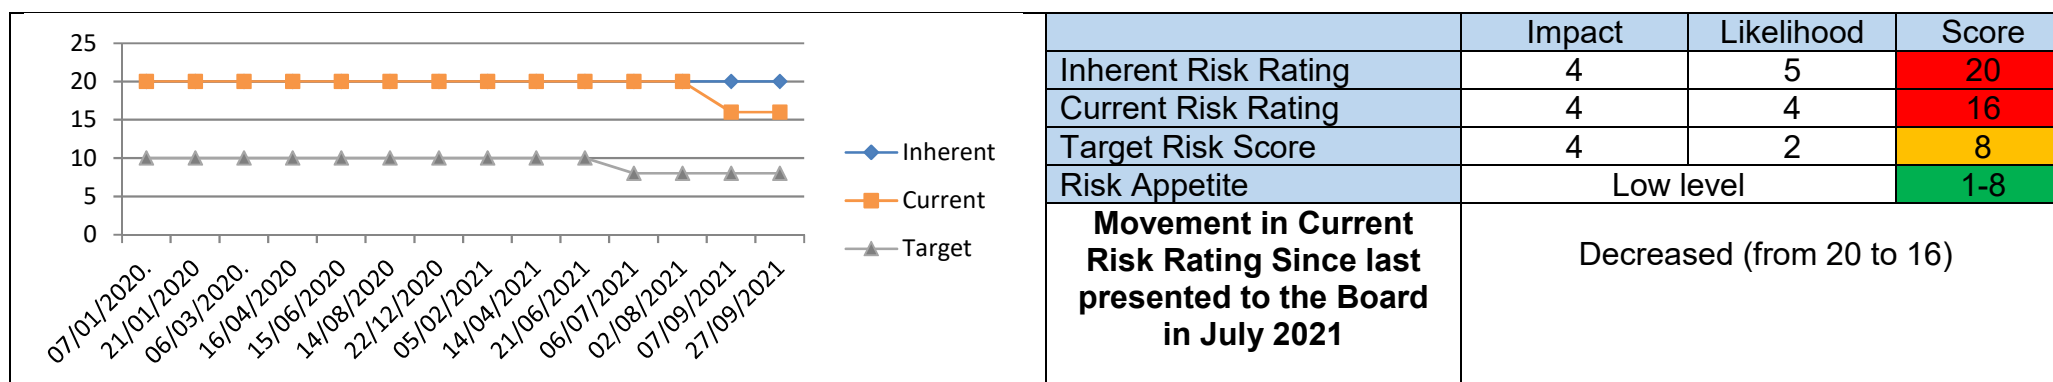 25
20
15
10
5
0
07/01/2020.
21/01/2020
06/03/2020.
16/04/2020
15/06/2020
14/08/2020
22/12/2020
05/02/2021
14/04/2021
21/06/2021
06/07/2021
02/08/2021
07/09/2021
27/09/2021
Inherent
Current
Target
Impact Likelihood Score
Inherent Risk Rating 4 5 20
Current Risk Rating 4 4 16
Target Risk Score 4 2 8
Risk Appetite Low level 1-8
Movement in Current
Risk Rating Since last
presented to the Board
in July 2021
Decreased (from 20 to 16)